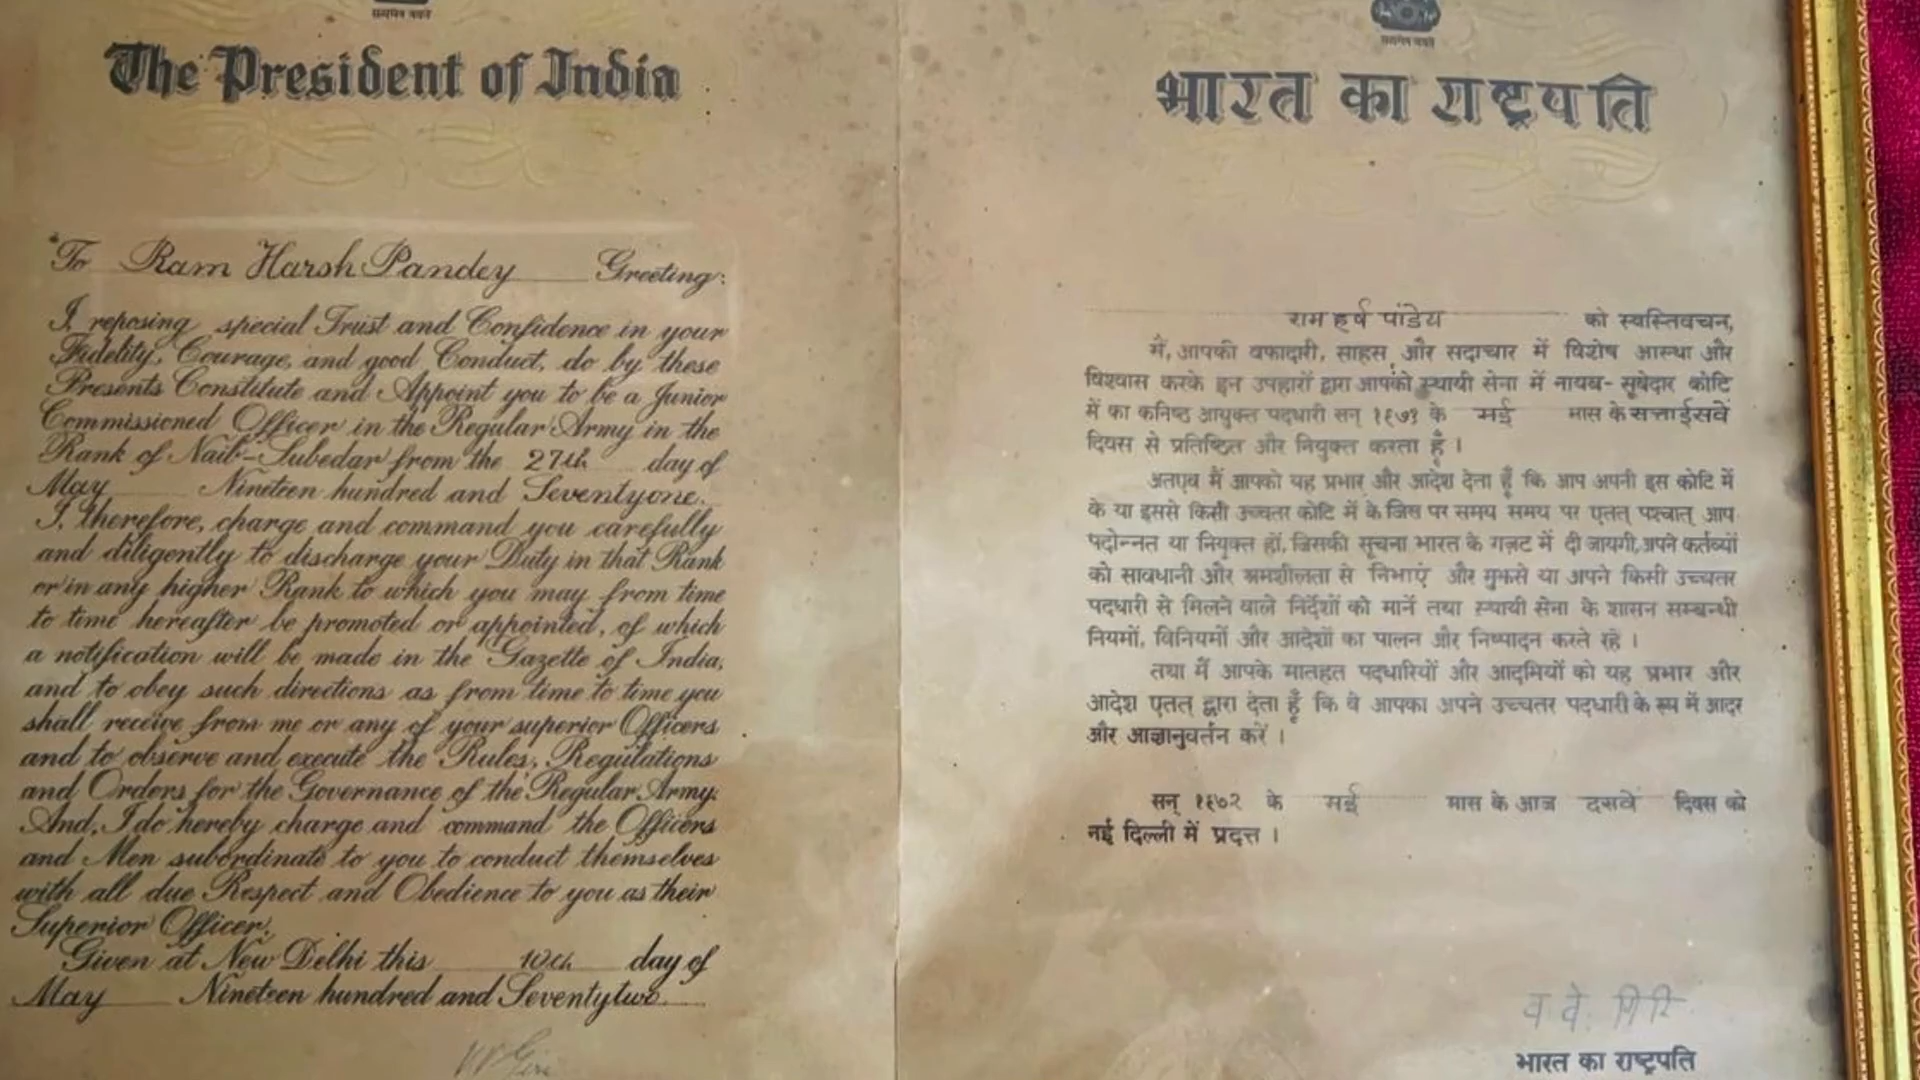 सत्यमेव जयते
The President of India
To Ram Harsh Pandey Greeting:
I, reposing special Trust and Confidence in your
Fidelity, Courage, and good Conduct, do by these
Presents Constitute and Appoint you to be a Junior
Commissioned Officer in the Regular Army in the
Rank of Naib-Subedar from the 27th day of
May Nineteen hundred and Seventyone.
I, therefore, charge and command you carefully
and diligently to discharge your Duty in that Rank
or in any higher Rank to which you may from time
to time hereafter be promoted or appointed, of which
a notification will be made in the Gazette of India,
and to obey such directions as from time to time you
shall receive from me or any of your superior Officers
and to observe and execute the Rules, Regulations
and Orders for the Governance of the Regular Army.
And, I do hereby charge and command the Officers
and Men subordinate to you to conduct themselves
with all due Respect and Obedience to you as their
Superior Officer.
Given at New Delhi this 10th day of
May Nineteen hundred and Seventytwo
V V Giri
सत्यमेव जयते
भारत का राष्ट्रपति
राम हर्ष पांडेय को स्वस्तिवचन,
मैं, आपकी वफादारी, साहस और सदाचार में विशेष आस्था और
विश्वास करके इन उपहारों द्वारा आपको स्थायी सेना में नायब-सूबेदार कोटि
में का कनिष्ठ आयुक्त पदधारी सन् १९७१ के मई मास के सत्ताईसवें
दिवस से प्रतिष्ठित और नियुक्त करता हूँ ।
अतएव मैं आपको यह प्रभार और आदेश देता हूँ कि आप अपनी इस कोटि में
के या इससे किसी उच्चतर कोटि में के जिस पर समय समय पर एतत् पश्चात् आप
पदोन्नत या नियुक्त हों, जिसकी सूचना भारत के गज़ट में दी जायगी, अपने कर्तव्यों
को सावधानी और श्रमशीलता से निभाएं और मुझसे या अपने किसी उच्चतर
पदधारी से मिलने वाले निर्देशों को मानें तथा स्थायी सेना के शासन सम्बन्धी
नियमों, विनियमों और आदेशों का पालन और निष्पादन करते रहे ।
तथा मैं आपके मातहत पदधारियों और आदमियों को यह प्रभार और
आदेश एतत् द्वारा देता हूँ कि वे आपका अपने उच्चतर पदधारी के रूप में आदर
और आज्ञानुवर्तन करें ।
सन् १९७२ के मई मास के आज दसवें दिवस को
नई दिल्ली में प्रदत्त ।
व. वे. गिरि
भारत का राष्ट्रपति